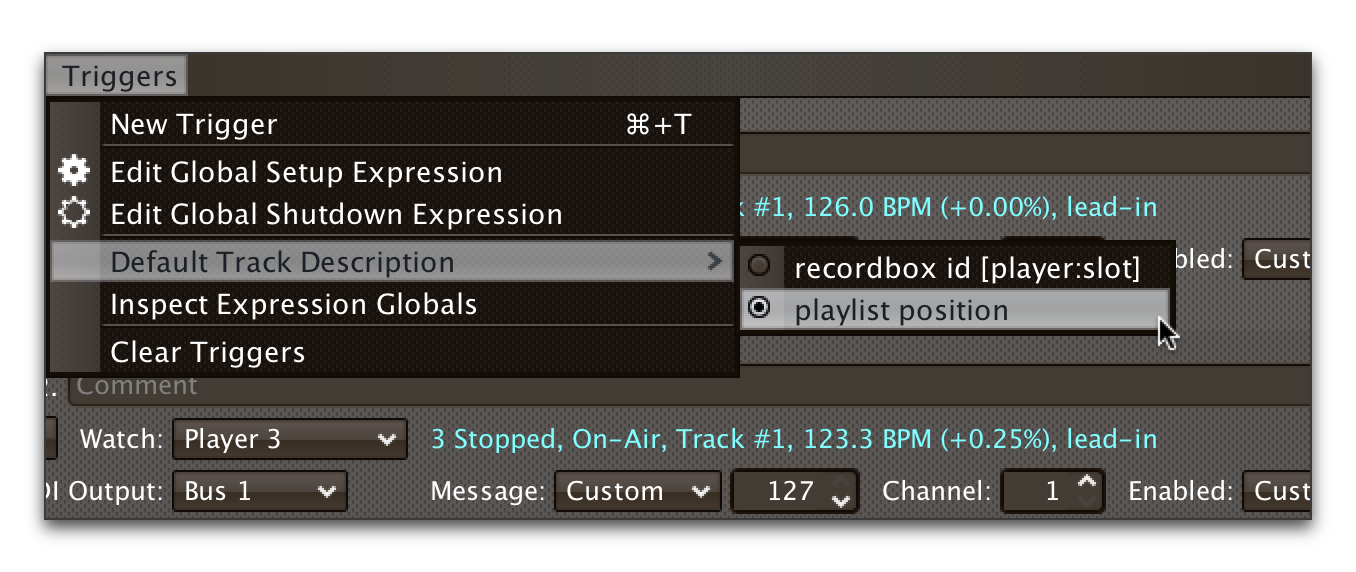 Triggers
New Trigger ⌘+T
Edit Global Setup Expression
Edit Global Shutdown Expression
#1, 126.0 BPM (+0.00%), lead-in
Default Track Description
recordbox id [player:slot]
Cust
playlist position
Inspect Expression Globals
Clear Triggers
Comment
Watch: Player 3 3 Stopped, On-Air, Track #1, 123.3 BPM (+0.25%), lead-in
Output: Bus 1 Message: Custom 127 Channel: 1 Enabled: Cust